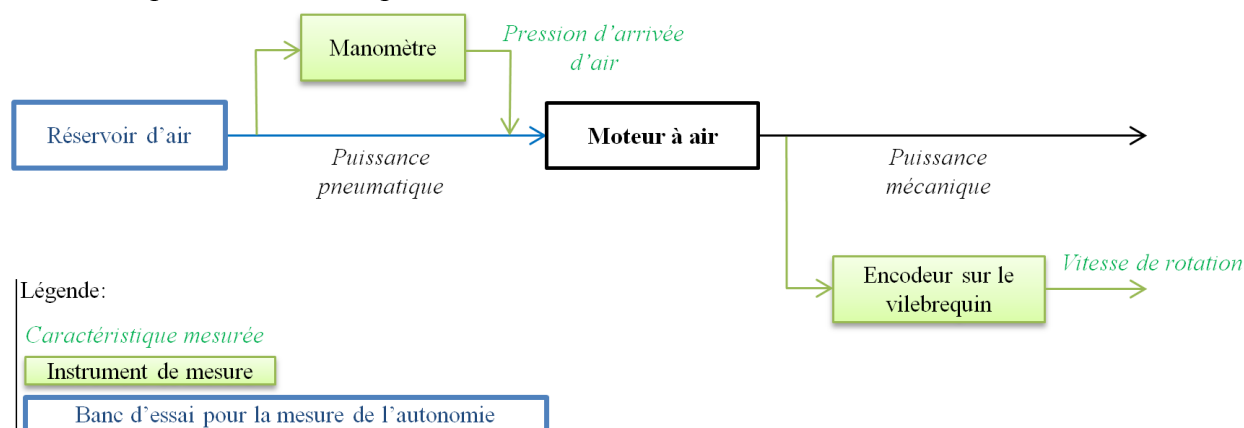 Manomètre
Pression d'arrivée
d'air
Réservoir d'air
Moteur à air
Puissance
pneumatique
Puissance
mécanique
Encodeur sur le
vilebrequin
Vitesse de rotation
Légende:
Caractéristique mesurée
Instrument de mesure
Banc d'essai pour la mesure de l'autonomie